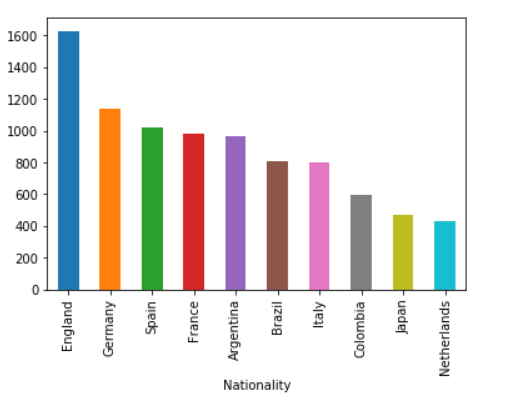 1600
1400
1200
1000
800
600
400
200
0
England
Germany
Spain
France
Argentina
Brazil
Italy
Colombia
Japan
Netherlands
Nationality